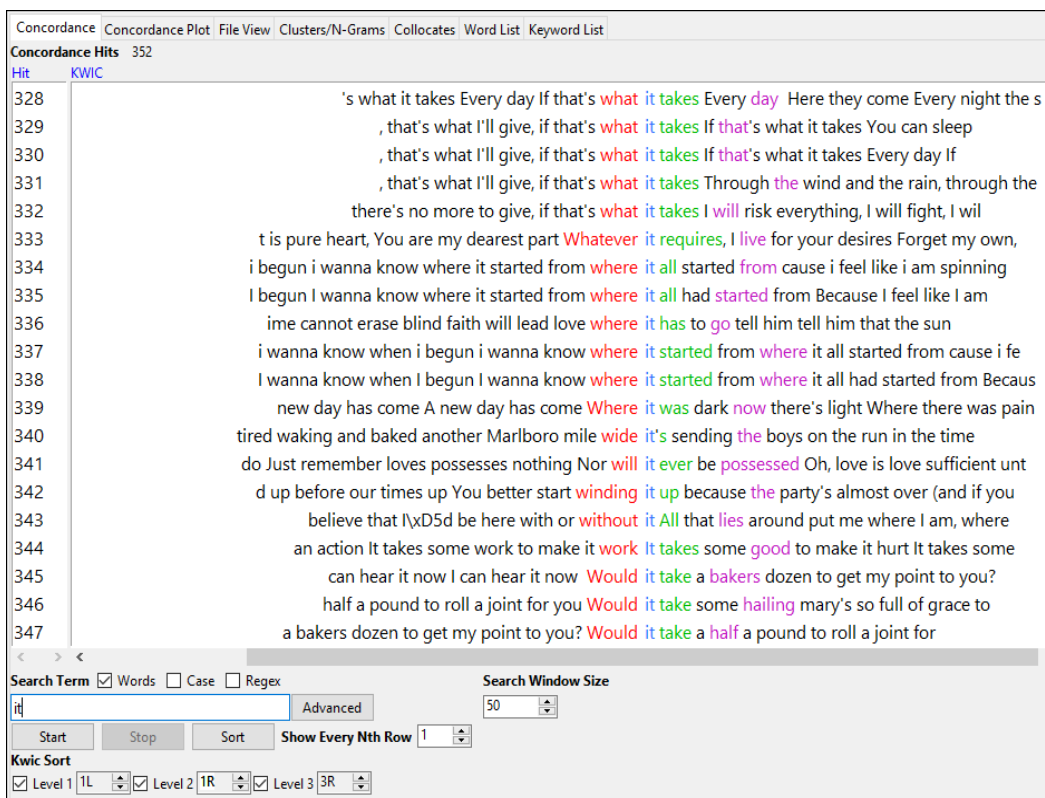 Concordance Concordance Plot File View Clusters/N-Grams Collocates Word List Keyword List
Concordance Hits 352
Hit KWIC
328 's what it takes Every day If that's what it takes Every day Here they come Every night the s
329 , that's what I'll give, if that's what it takes If that's what it takes You can sleep
330 , that's what I'll give, if that's what it takes If that's what it takes Every day If
331 , that's what I'll give, if that's what it takes Through the wind and the rain, through the
332 there's no more to give, if that's what it takes I will risk everything, I will fight, I wil
333 t is pure heart, You are my dearest part Whatever it requires, I live for your desires Forget my own,
334 i begun i wanna know where it started from where it all started from cause i feel like i am spinning
335 I begun I wanna know where it started from where it all had started from Because I feel like I am
336 ime cannot erase blind faith will lead love where it has to go tell him tell him that the sun
337 i wanna know when i begun i wanna know where it started from where it all started from cause i fe
338 I wanna know when I begun I wanna know where it started from where it all had started from Becaus
339 new day has come A new day has come Where it was dark now there's light Where there was pain
340 tired waking and baked another Marlboro mile wide it's sending the boys on the run in the time
341 do Just remember loves possesses nothing Nor will it ever be possessed Oh, love is love sufficient unt
342 d up before our times up You better start winding it up because the party's almost over (and if you
343 believe that I\xD5d be here with or without it All that lies around put me where I am, where
344 an action It takes some work to make it work It takes some good to make it hurt It takes some
345 can hear it now I can hear it now Would it take a bakers dozen to get my point to you?
346 half a pound to roll a joint for you Would it take some hailing mary's so full of grace to
347 a bakers dozen to get my point to you? Would it take a half a pound to roll a joint for
Search Term Words Case Regex Search Window Size
it Advanced 50
Start Stop Sort Show Every Nth Row 1
Kwic Sort
Level 1 1L Level 2 1R Level 3 3R